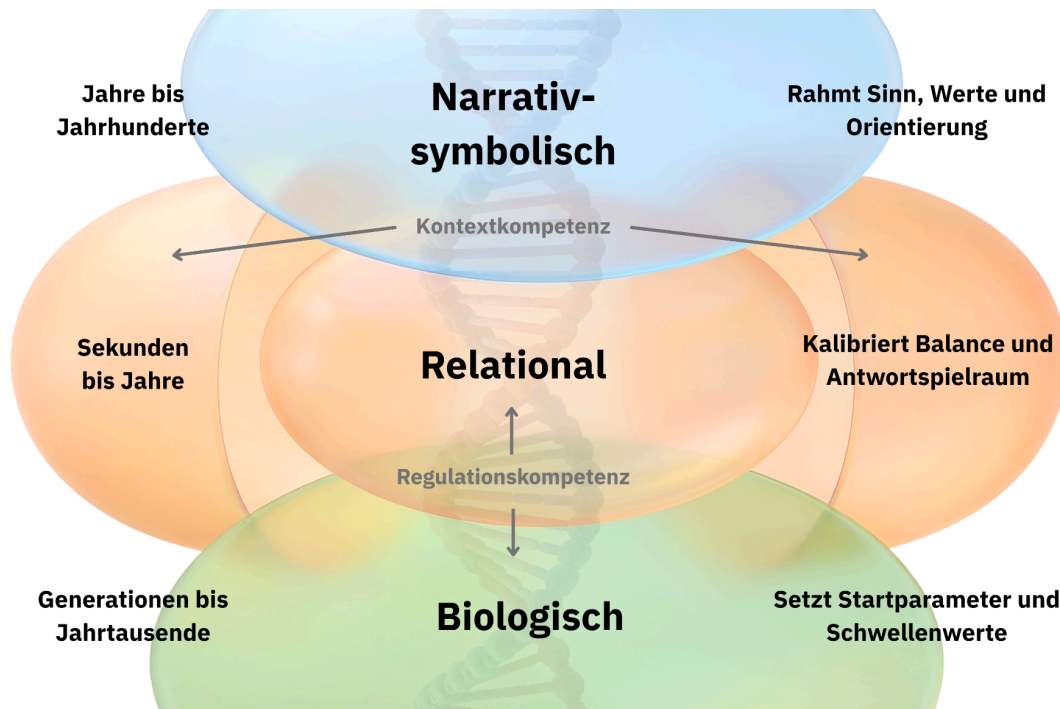 Jahre bis
Jahrhunderte
Narrativ-
symbolisch
Rahmt Sinn, Werte und
Orientierung
Kontextkompetenz
Sekunden
bis Jahre
Relational
Kalibriert Balance und
Antwortspielraum
Regulationskompetenz
Generationen bis
Jahrtausende
Biologisch
Setzt Startparameter und
Schwellenwerte